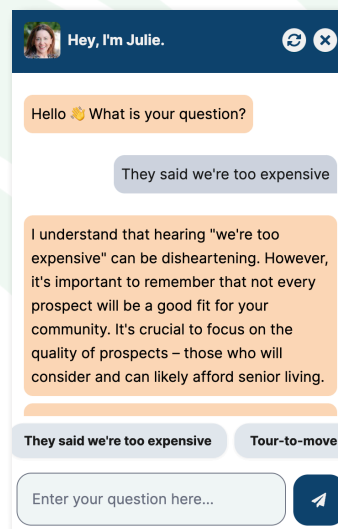 Hey, I'm Julie.
Hello 👋 What is your question?
They said we're too expensive
I understand that hearing "we're too
expensive" can be disheartening. However,
it's important to remember that not every
prospect will be a good fit for your
community. It's crucial to focus on the
quality of prospects – those who will
consider and can likely afford senior living.
They said we're too expensive
Tour-to-move
Enter your question here...